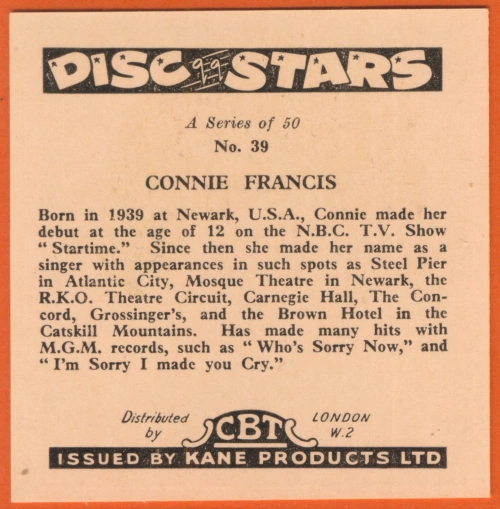 DISC STARS
A Series of 50
No. 39
CONNIE FRANCIS
Born in 1939 at Newark, U.S.A., Connie made her
debut at the age of 12 on the N.B.C. T.V. Show
“ Startime.” Since then she made her name as a
singer with appearances in such spots as Steel Pier
in Atlantic City, Mosque Theatre in Newark, the
R.K.O. Theatre Circuit, Carnegie Hall, The Con-
cord, Grossinger's, and the Brown Hotel in the
Catskill Mountains. Has made many hits with
M.G.M. records, such as “ Who's Sorry Now,” and
“ I'm Sorry I made you Cry.”
Distributed by CBT LONDON W.2
ISSUED BY KANE PRODUCTS LTD